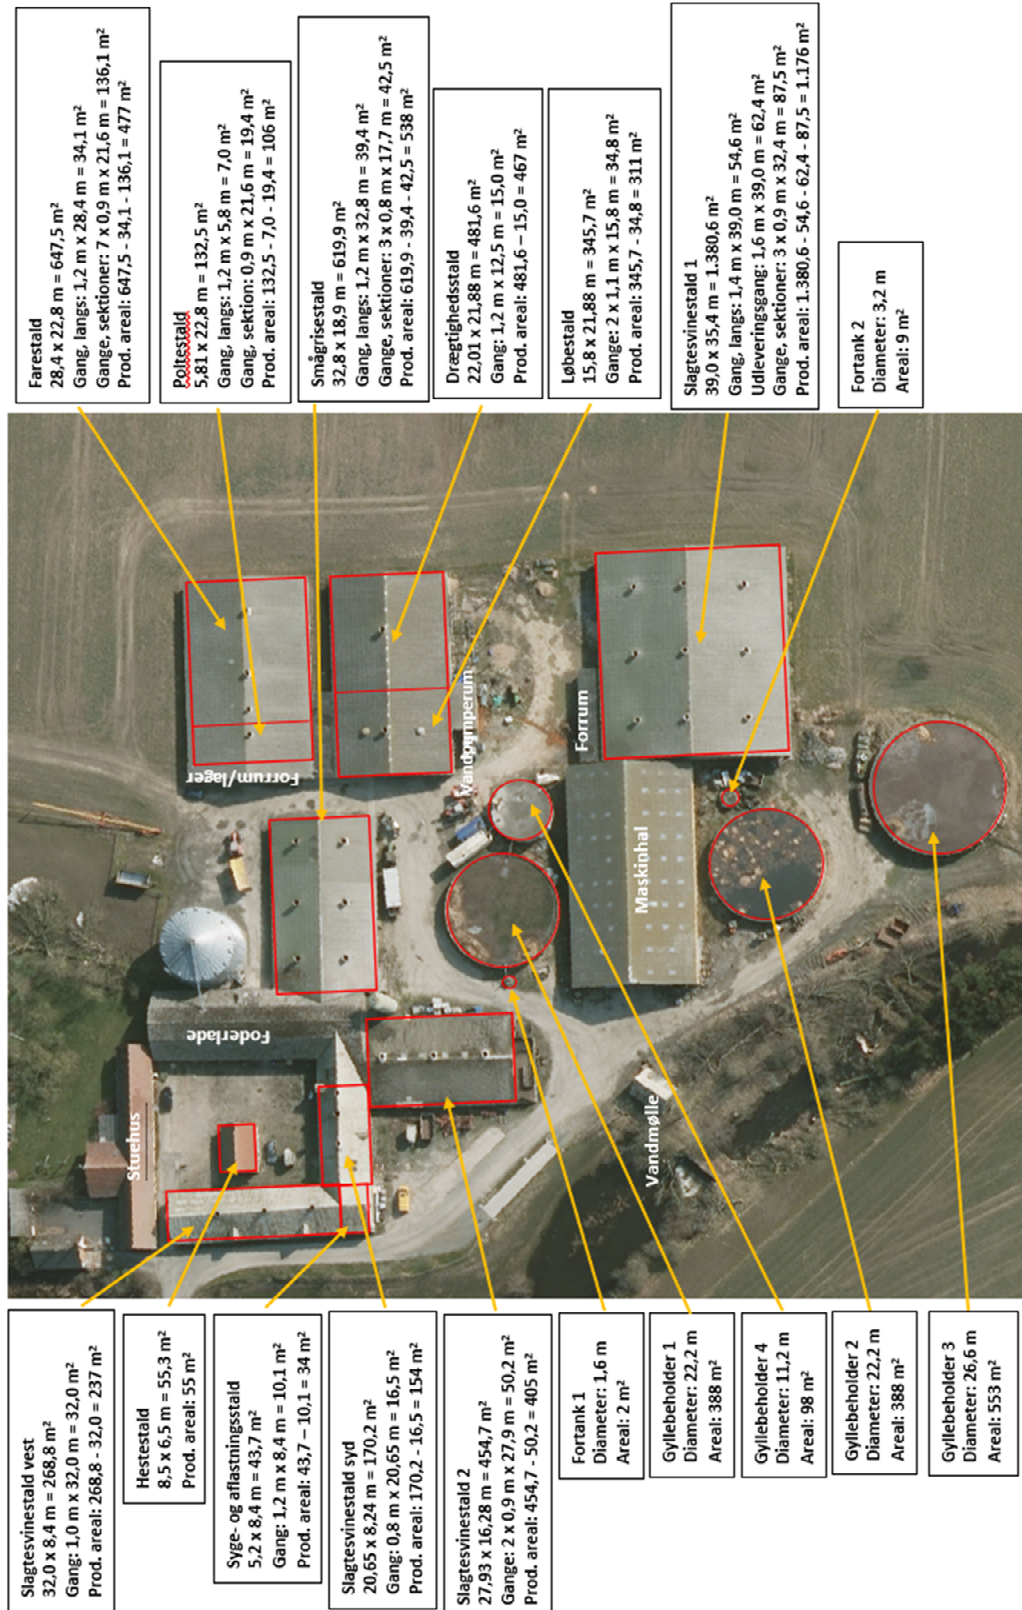 Farestald
28,4 x 22,8 m = 647,5 m²
Gang, langs: 1,2 m x 28,4 m = 34,1 m²
Gange, sektioner: 7 x 0,9 m x 21,6 m = 136,1 m²
Prod. areal: 647,5 - 34,1 - 136,1 = 477 m²
Poltestald
5,81 x 22,8 m = 132,5 m²
Gang, langs: 1,2 m x 5,8 m = 7,0 m²
Gang, sektion: 0,9 m x 21,6 m = 19,4 m²
Prod. areal: 132,5 - 7,0 - 19,4 = 106 m²
Smågrisestald
32,8 x 18,9 m = 619,9 m²
Gang, langs: 1,2 m x 32,8 m = 39,4 m²
Gange, sektioner: 3 x 0,8 m x 17,7 m = 42,5 m²
Prod. areal: 619,9 - 39,4 - 42,5 = 538 m²
Drægtighedsstald
22,01 x 21,88 m = 481,6 m²
Gang: 1,2 m x 12,5 m = 15,0 m²
Prod. areal: 481,6 – 15,0 = 467 m²
Løbestald
15,8 x 21,88 m = 345,7 m²
Gange: 2 x 1,1 m x 15,8 m = 34,8 m²
Prod. areal: 345,7 - 34,8 = 311 m²
Slagtesvinestald 1
39,0 x 35,4 m = 1.380,6 m²
Gang, langs: 1,4 m x 39,0 m = 54,6 m²
Udleveringsgang: 1,6 m x 39,0 m = 62,4 m²
Gange, sektioner: 3 x 0,9 m x 32,4 m = 87,5 m²
Prod. areal: 1.380,6 - 54,6 - 62,4 - 87,5 = 1.176 m²
Fortank 2
Diameter: 3,2 m
Areal: 9 m²
Forrum/lager
Vandpumperum
Forrum
Maskinhal
Foderlade
Stuehus
Vandmølle
Slagtesvinestald vest
32,0 x 8,4 m = 268,8 m²
Gang: 1,0 m x 32,0 m = 32,0 m²
Prod. areal: 268,8 - 32,0 = 237 m²
Hestestald
8,5 x 6,5 m = 55,3 m²
Prod. areal: 55 m²
Syge- og aflastningsstald
5,2 x 8,4 m = 43,7 m²
Gang: 1,2 m x 8,4 m = 10,1 m²
Prod. areal: 43,7 – 10,1 = 34 m²
Slagtesvinestald syd
20,65 x 8,24 m = 170,2 m²
Gang: 0,8 m x 20,65 m = 16,5 m²
Prod. areal: 170,2 - 16,5 = 154 m²
Slagtesvinestald 2
27,93 x 16,28 m = 454,7 m²
Gange: 2 x 0,9 m x 27,9 m = 50,2 m²
Prod. areal: 454,7 - 50,2 = 405 m²
Fortank 1
Diameter: 1,6 m
Areal: 2 m²
Gyllebeholder 1
Diameter: 22,2 m
Areal: 388 m²
Gyllebeholder 4
Diameter: 11,2 m
Areal: 98 m²
Gyllebeholder 2
Diameter: 22,2 m
Areal: 388 m²
Gyllebeholder 3
Diameter: 26,6 m
Areal: 553 m²